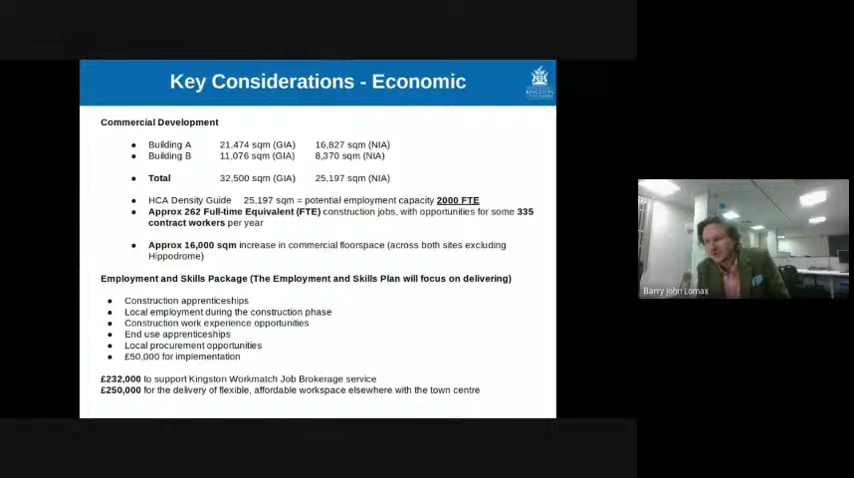 Key Considerations - Economic
KINGSTON
Commercial Development
● Building A 21,474 sqm (GIA) 16,827 sqm (NIA)
● Building B 11,076 sqm (GIA) 8,370 sqm (NIA)
● Total 32,500 sqm (GIA) 25,197 sqm (NIA)
● HCA Density Guide 25,197 sqm = potential employment capacity 2000 FTE
● Approx 262 Full-time Equivalent (FTE) construction jobs, with opportunities for some 335
contract workers per year
● Approx 16,000 sqm increase in commercial floorspace (across both sites excluding
Hippodrome)
Employment and Skills Package (The Employment and Skills Plan will focus on delivering)
● Construction apprenticeships
● Local employment during the construction phase
● Construction work experience opportunities
● End use apprenticeships
● Local procurement opportunities
● £50,000 for implementation
£232,000 to support Kingston Workmatch Job Brokerage service
£250,000 for the delivery of flexible, affordable workspace elsewhere with the town centre
Barry John Lomax